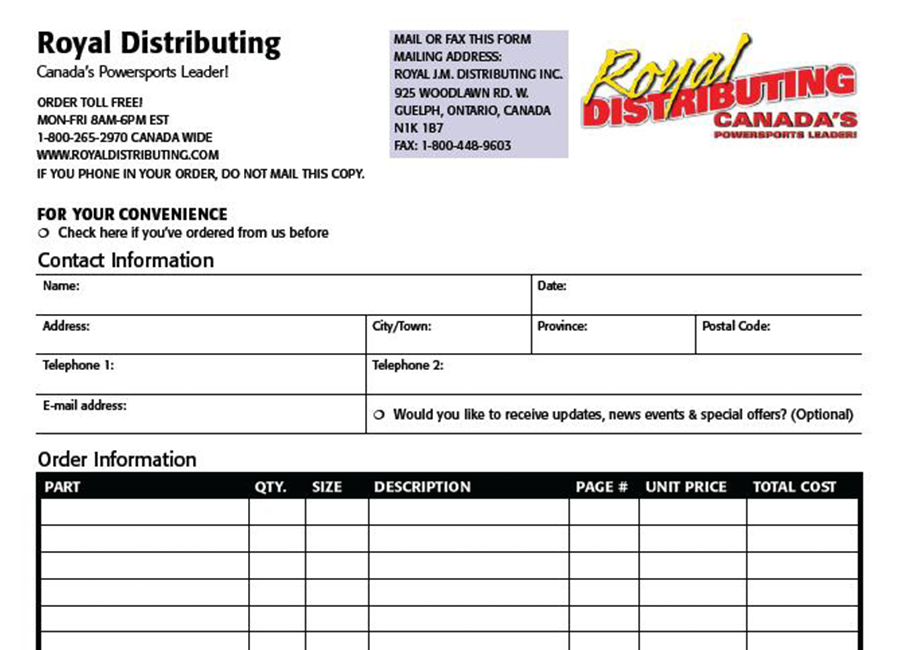 Royal Distributing
Canada's Powersports Leader!
ORDER TOLL FREE!
MON-FRI 8AM-6PM EST
1-800-265-2970 CANADA WIDE
WWW.ROYALDISTRIBUTING.COM
IF YOU PHONE IN YOUR ORDER, DO NOT MAIL THIS COPY.
MAIL OR FAX THIS FORM
MAILING ADDRESS:
ROYAL J.M. DISTRIBUTING INC.
925 WOODLAWN RD. W.
GUELPH, ONTARIO, CANADA
N1K 1B7
FAX: 1-800-448-9603
Royal
DISTRIBUTING
CANADA'S
POWERSPORTS LEADER!
FOR YOUR CONVENIENCE
Check here if you've ordered from us before
Contact Information
Name: Date:
Address: City/Town: Province: Postal Code:
Telephone 1: Telephone 2:
E-mail address: Would you like to receive updates, news events & special offers? (Optional)
Order Information
PART QTY. SIZE DESCRIPTION PAGE # UNIT PRICE TOTAL COST